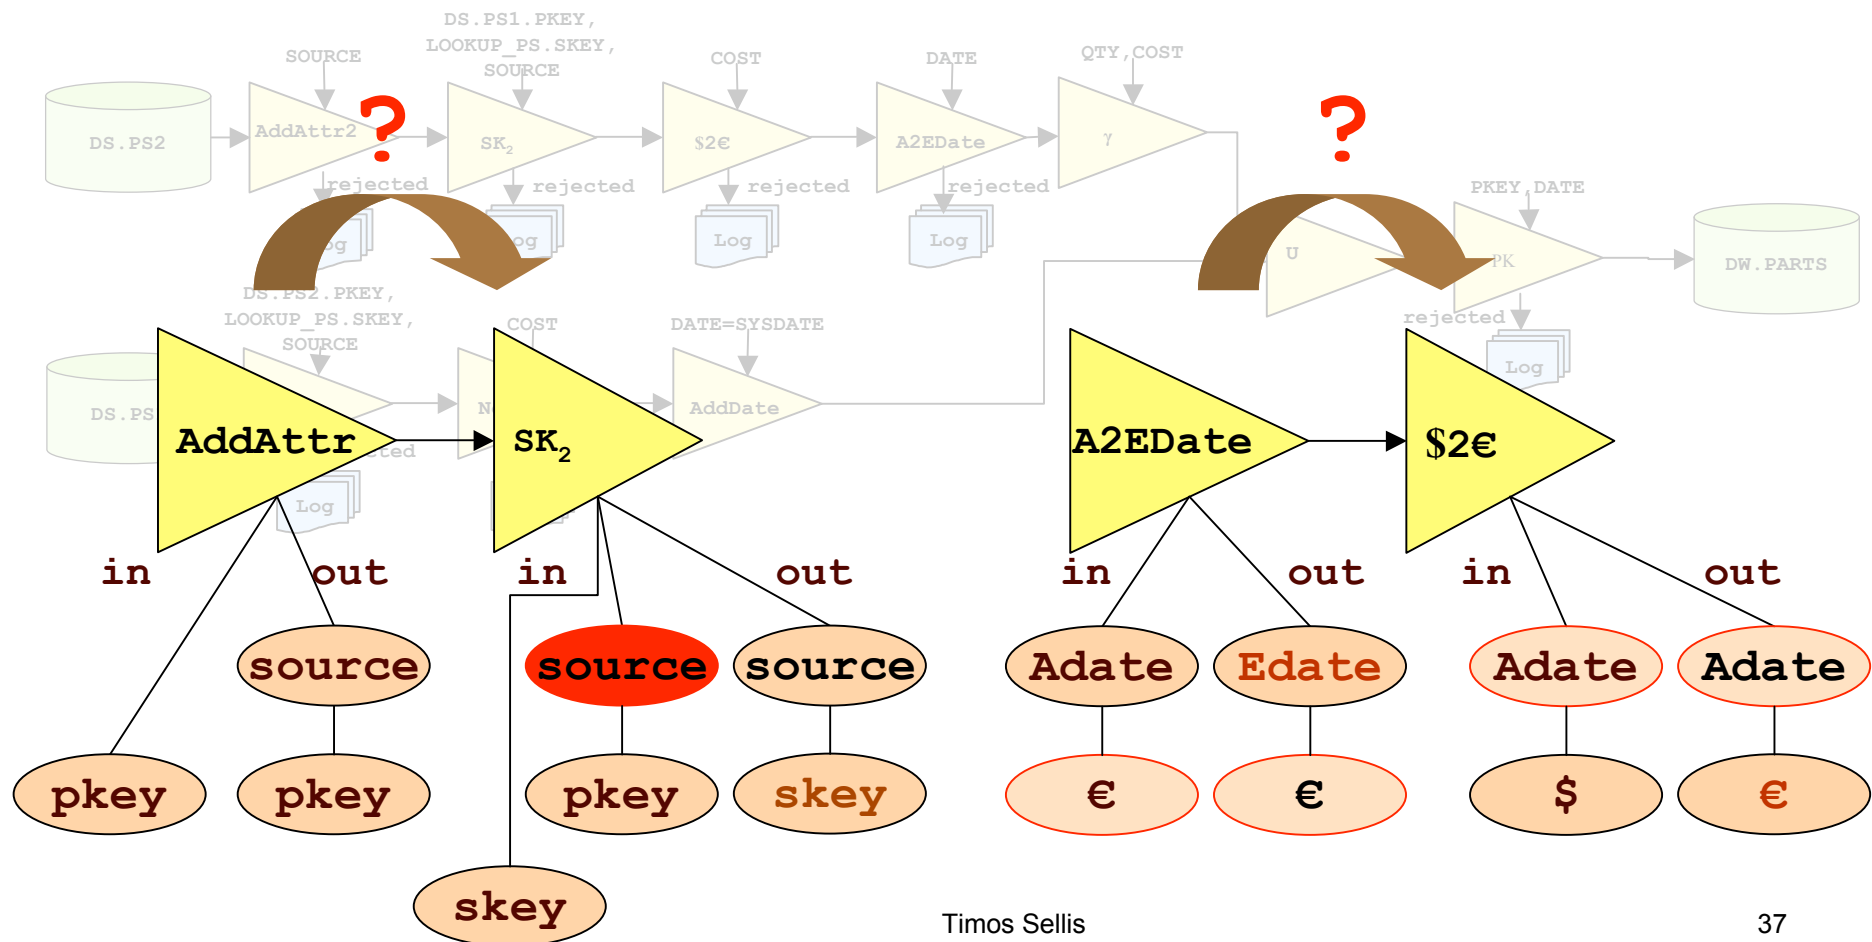 DS.PS1.PKEY,
LOOKUP_PS.SKEY,
SOURCE
SOURCE
COST
DATE
QTY,COST
?
?
DS.PS2
AddAttr2
SK2
$2€
A2EDate
γ
rejected
rejected
rejected
rejected
PKEY,DATE
Log
Log
Log
U
PK
DW.PARTS
DS.PS2.PKEY,
LOOKUP_PS.SKEY,
SOURCE
COST
DATE=SYSDATE
rejected
Log
DS.PS
AddDate
AddAttr
SK2
A2EDate
$2€
Log
in
out
in
out
in
out
in
out
source
source
source
Adate
Edate
Adate
Adate
pkey
pkey
pkey
skey
€
€
$
€
skey
Timos Sellis
37